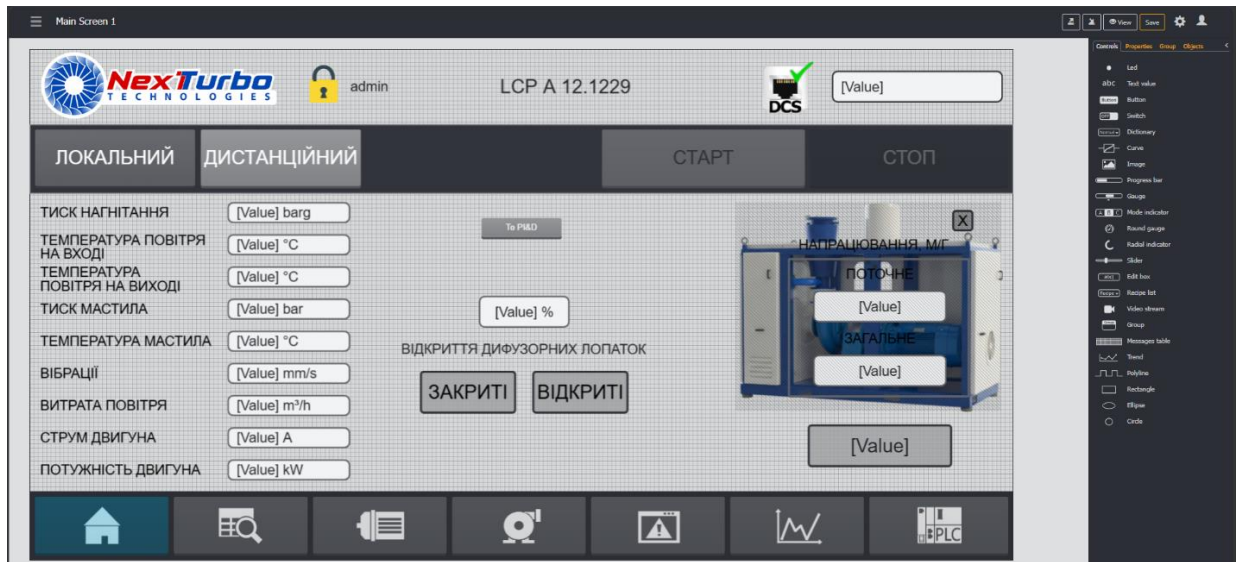 Main Screen 1
View
Save
NexTurbo
TECHNOLOGIES
admin
LCP A 12.1229
DCS
[Value]
ЛОКАЛЬНИЙ
ДИСТАНЦІЙНИЙ
СТАРТ
СТОП
ТИСК НАГНІТАННЯ
[Value] barg
ТЕМПЕРАТУРА ПОВІТРЯ
НА ВХОДІ
[Value] °C
ТЕМПЕРАТУРА
ПОВІТРЯ НА ВИХОДІ
[Value] °C
ТИСК МАСТИЛА
[Value] bar
ТЕМПЕРАТУРА МАСТИЛА
[Value] °C
ВІБРАЦІЇ
[Value] mm/s
ВИТРАТА ПОВІТРЯ
[Value] m³/h
СТРУМ ДВИГУНА
[Value] A
ПОТУЖНІСТЬ ДВИГУНА
[Value] kW
To PI&D
[Value] %
ВІДКРИТТЯ ДИФУЗОРНИХ ЛОПАТОК
ЗАКРИТІ
ВІДКРИТІ
X
НАПРАЦЮВАННЯ, М/Г
ПОТОЧНЕ
[Value]
ЗАГАЛЬНЕ
[Value]
[Value]
PLC
Controls
Properties
Group
Objects
Led
abc
Text value
Button
Button
Switch
Dictionary
Curve
Image
Progress bar
Gauge
A B C
Mode indicator
Round gauge
Radial indicator
Slider
Edit box
Recipe list
Video stream
Group
Messages table
Trend
Polyline
Rectangle
Ellipse
Circle